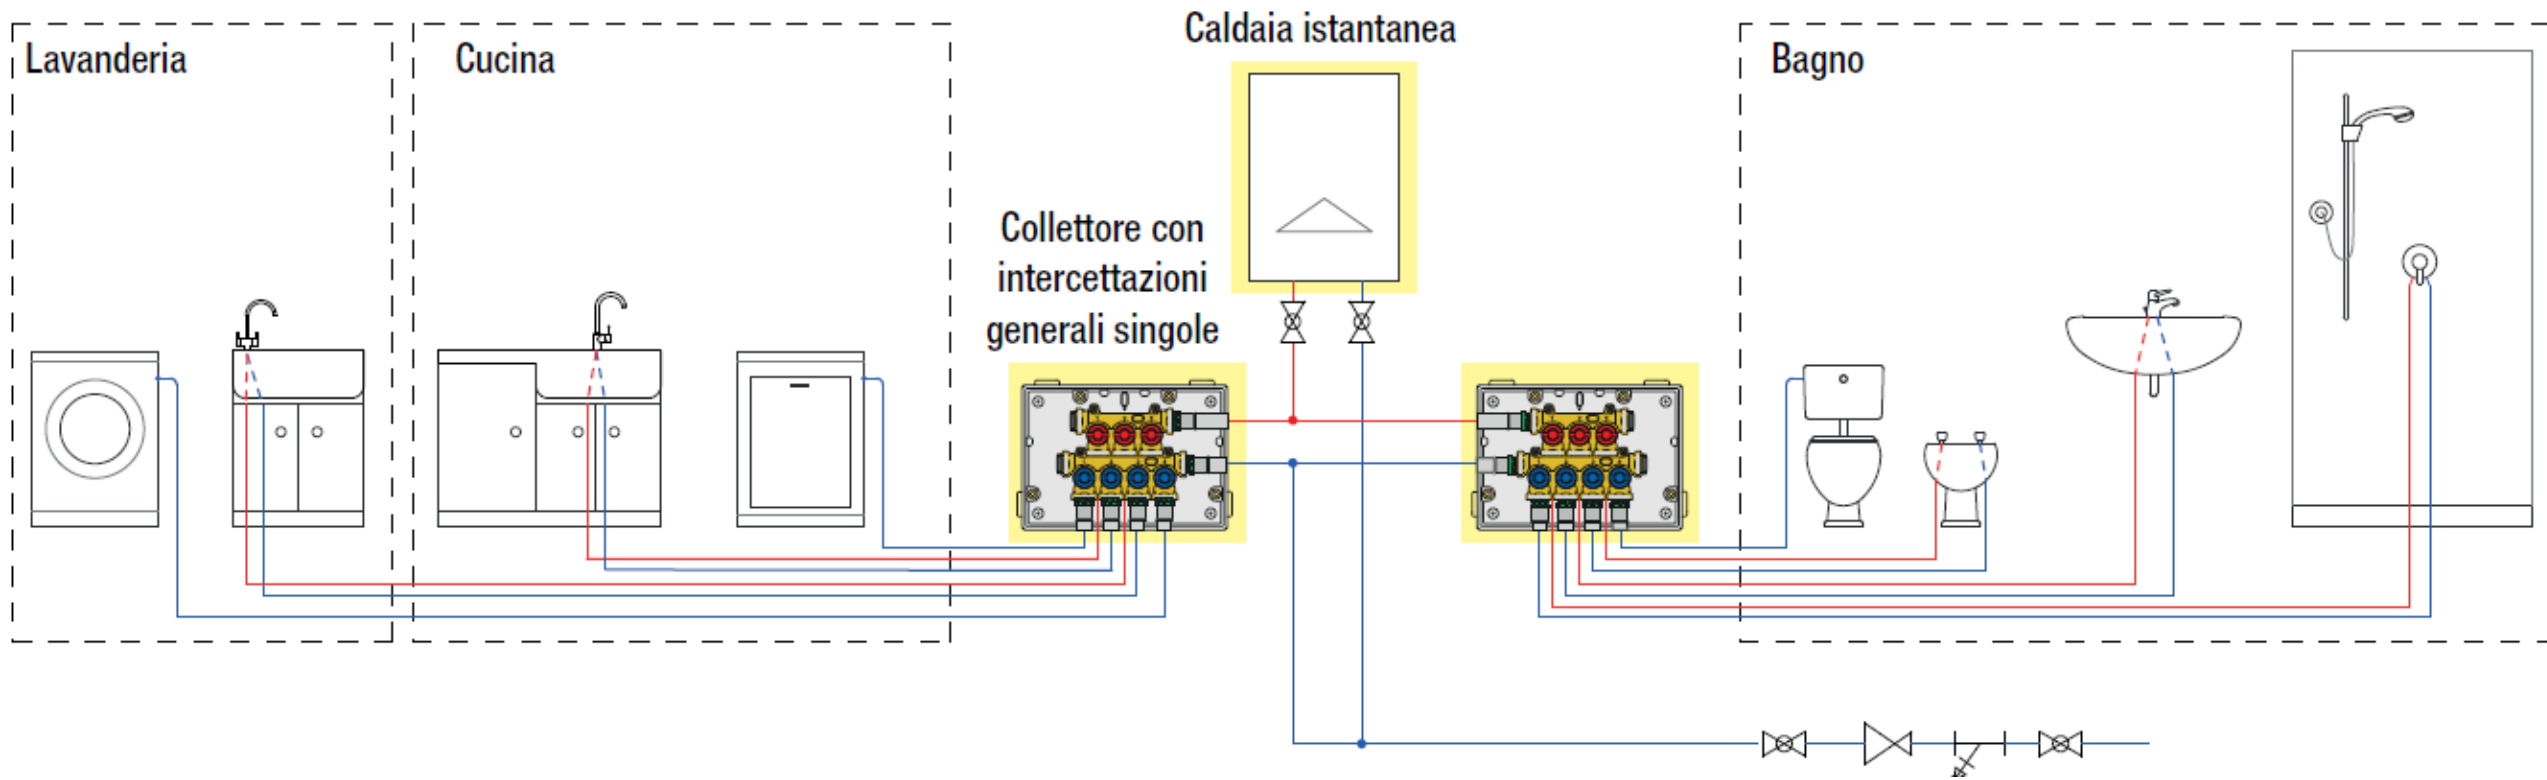 Lavanderia
Cucina
Caldaia istantanea
Collettore con
intercettazioni
generali singole
Bagno